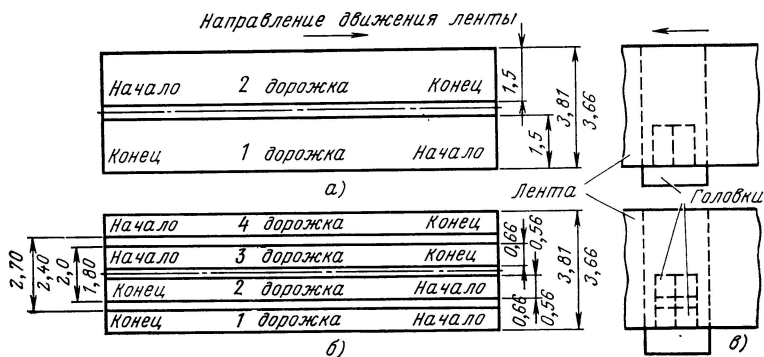 Направление движения ленты
Начало 2 дорожка Конец
1,5
3,81
3,66
Конец 1 дорожка Начало
1,5
а)
Лента
Головки
Начало 4 дорожка Конец
Начало 3 дорожка Конец
0,66
0,56
2,70
2,40
2,0
1,80
3,81
3,66
Конец 2 дорожка Начало
Конец 1 дорожка Начало
0,66
0,56
б)
в)